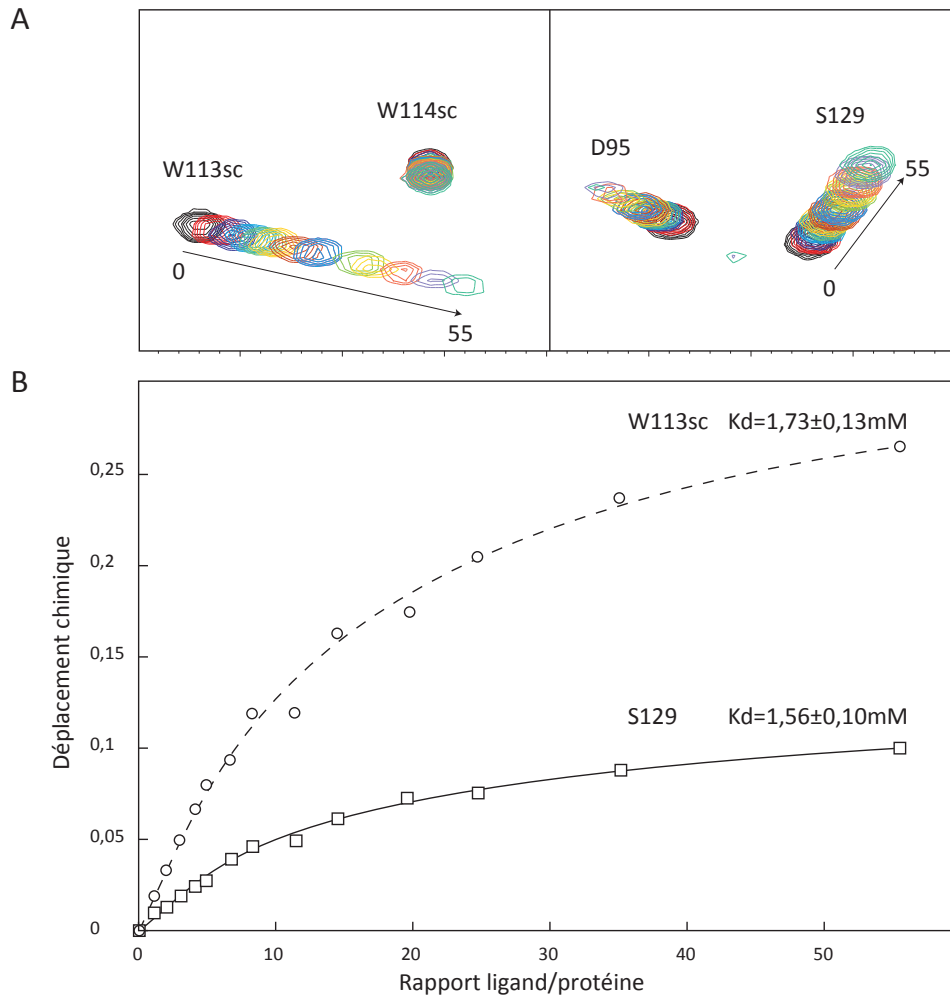 A
W114sc
W113sc
0
55
D95
S129
55
0
B
W113sc Kd=1,73±0,13mM
S129 Kd=1,56±0,10mM
Déplacement chimique
0,25
0,2
0,15
0,1
0,05
0
0 10 20 30 40 50
Rapport ligand/protéine